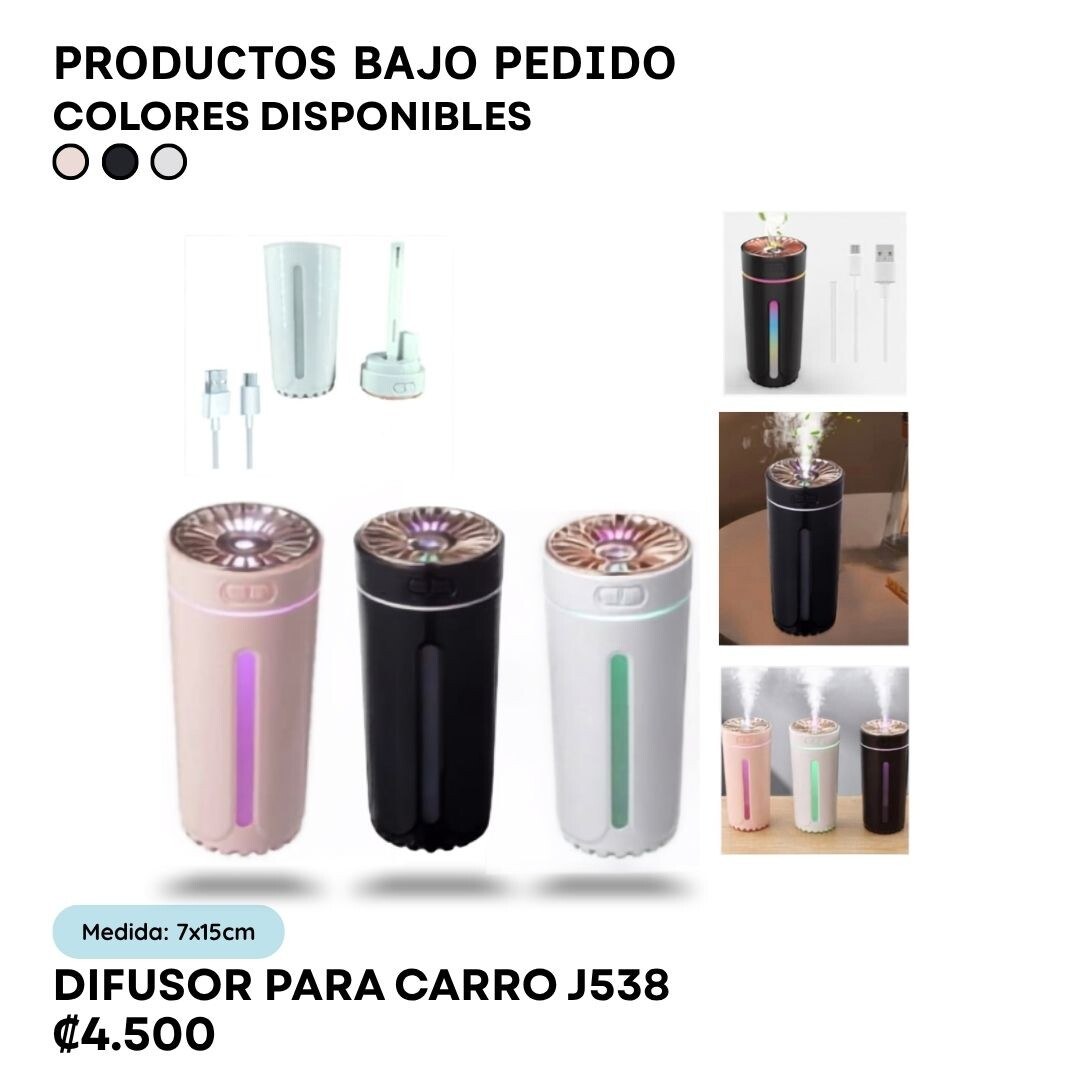 PRODUCTOS BAJO PEDIDO
COLORES DISPONIBLES
Medida: 7x15cm
DIFUSOR PARA CARRO J538
₡4.500